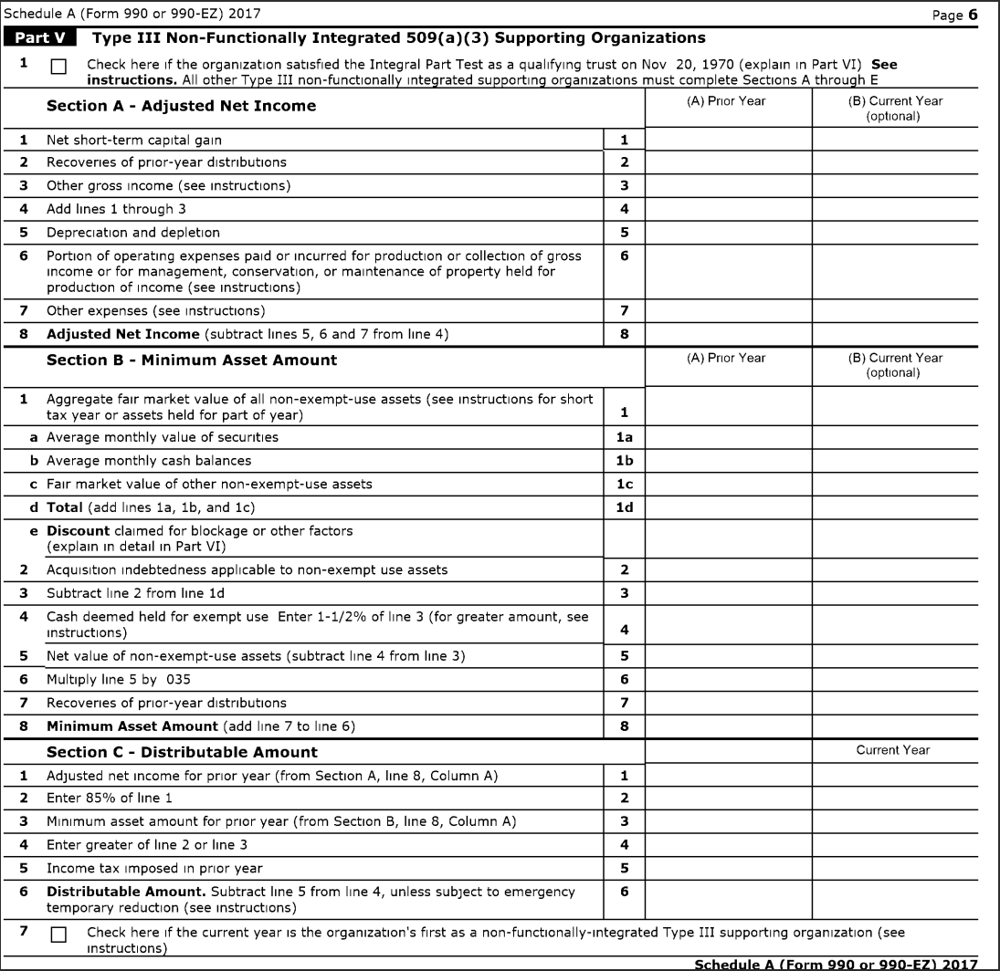 Schedule A (Form 990 or 990-EZ) 2017 Page 6
Part V Type III Non-Functionally Integrated 509(a)(3) Supporting Organizations
1 Check here if the organization satisfied the Integral Part Test as a qualifying trust on Nov 20, 1970 (explain in Part VI) See
instructions. All other Type III non-functionally integrated supporting organizations must complete Sections A through E
Section A - Adjusted Net Income (A) Prior Year (B) Current Year
(optional)
1 Net short-term capital gain 1
2 Recoveries of prior-year distributions 2
3 Other gross income (see instructions) 3
4 Add lines 1 through 3 4
5 Depreciation and depletion 5
6 Portion of operating expenses paid or incurred for production or collection of gross 6
income or for management, conservation, or maintenance of property held for
production of income (see instructions)
7 Other expenses (see instructions) 7
8 Adjusted Net Income (subtract lines 5, 6 and 7 from line 4) 8
Section B - Minimum Asset Amount (A) Prior Year (B) Current Year
(optional)
1 Aggregate fair market value of all non-exempt-use assets (see instructions for short
tax year or assets held for part of year) 1
a Average monthly value of securities 1a
b Average monthly cash balances 1b
c Fair market value of other non-exempt-use assets 1c
d Total (add lines 1a, 1b, and 1c) 1d
e Discount claimed for blockage or other factors
(explain in detail in Part VI)
2 Acquisition indebtedness applicable to non-exempt use assets 2
3 Subtract line 2 from line 1d 3
4 Cash deemed held for exempt use Enter 1-1/2% of line 3 (for greater amount, see
instructions) 4
5 Net value of non-exempt-use assets (subtract line 4 from line 3) 5
6 Multiply line 5 by 035 6
7 Recoveries of prior-year distributions 7
8 Minimum Asset Amount (add line 7 to line 6) 8
Section C - Distributable Amount Current Year
1 Adjusted net income for prior year (from Section A, line 8, Column A) 1
2 Enter 85% of line 1 2
3 Minimum asset amount for prior year (from Section B, line 8, Column A) 3
4 Enter greater of line 2 or line 3 4
5 Income tax imposed in prior year 5
6 Distributable Amount. Subtract line 5 from line 4, unless subject to emergency 6
temporary reduction (see instructions)
7 Check here if the current year is the organization's first as a non-functionally-integrated Type III supporting organization (see
instructions)
Schedule A (Form 990 or 990-EZ) 2017